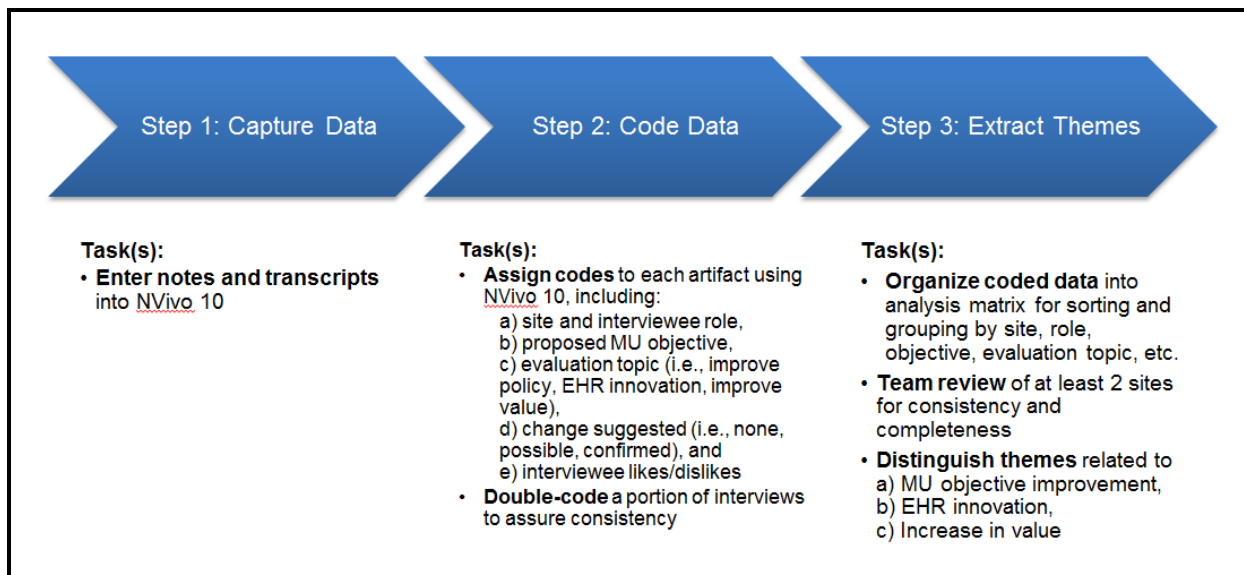 Step 1: Capture Data
Step 2: Code Data
Step 3: Extract Themes
Task(s):
• Enter notes and transcripts
into NVivo 10
Task(s):
• Assign codes to each artifact using
NVivo 10, including:
a) site and interviewee role,
b) proposed MU objective,
c) evaluation topic (i.e., improve
policy, EHR innovation, improve
value),
d) change suggested (i.e., none,
possible, confirmed), and
e) interviewee likes/dislikes
• Double-code a portion of interviews
to assure consistency
Task(s):
• Organize coded data into
analysis matrix for sorting and
grouping by site, role,
objective, evaluation topic, etc.
• Team review of at least 2 sites
for consistency and
completeness
• Distinguish themes related to
a) MU objective improvement,
b) EHR innovation,
c) Increase in value